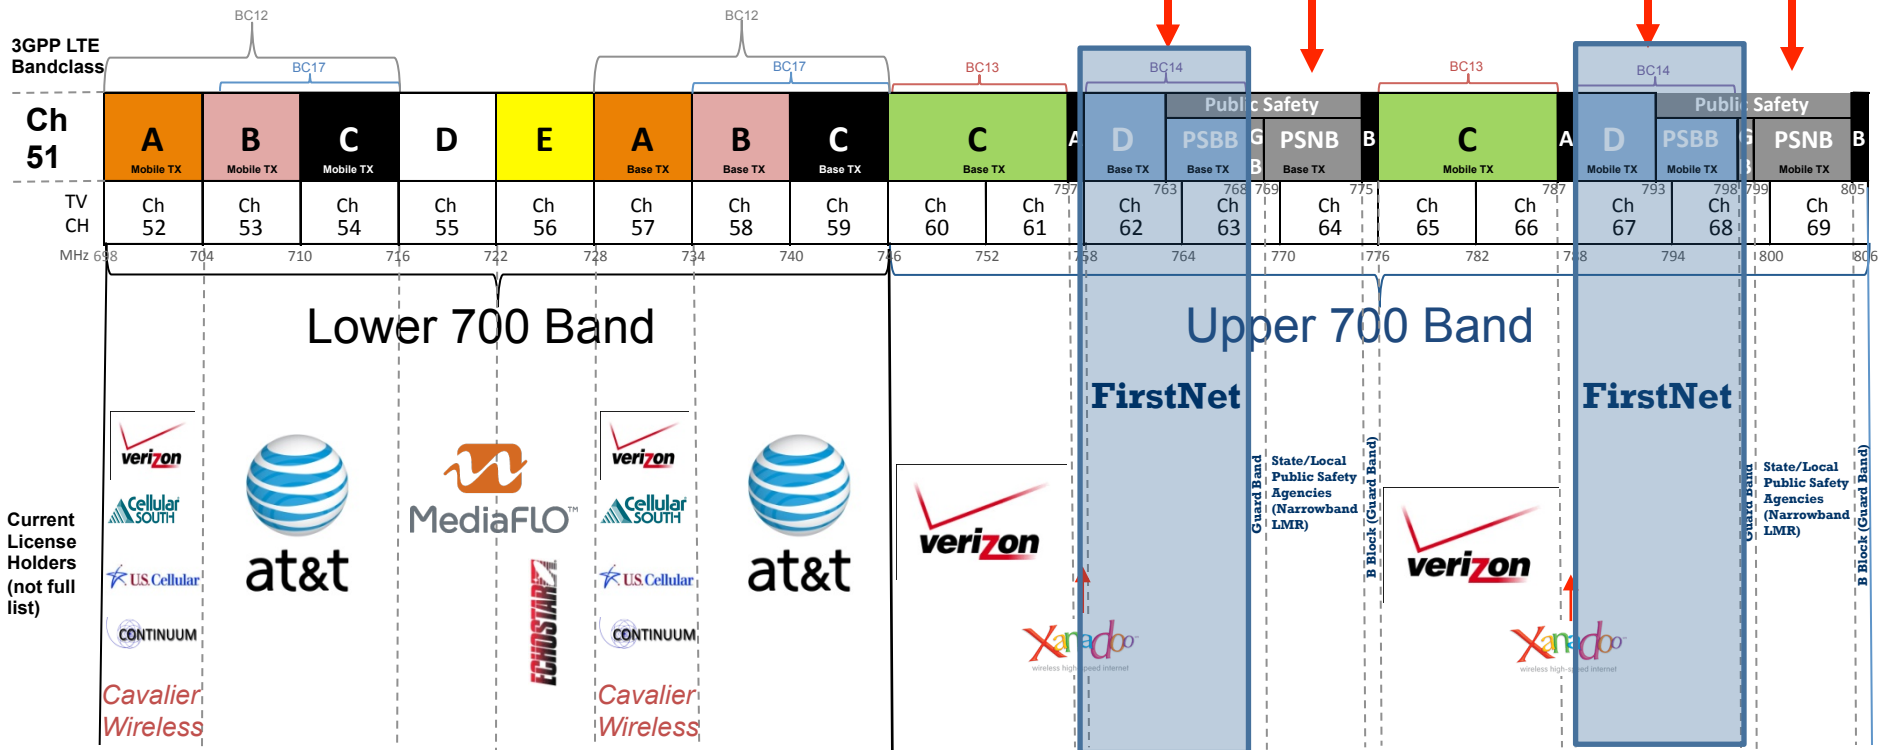 BC12
BC12
3GPP LTE
Bandclass
BC17
BC17
BC13
BC14
BC13
BC14
Ch
51
Public Safety
Public Safety
A
B
C
D
E
A
B
C
C
A
D
PSBB
G
B
PSNB
B
C
A
D
PSBB
G
B
PSNB
B
Mobile TX
Mobile TX
Mobile TX
Base TX
Base TX
Base TX
Base TX
Base TX
Base TX
Base TX
Mobile TX
Mobile TX
Mobile TX
Mobile TX
757
763
768
769
775
787
793
798
799
805
TV
CH
Ch
52
Ch
53
Ch
54
Ch
55
Ch
56
Ch
57
Ch
58
Ch
59
Ch
60
Ch
61
Ch
62
Ch
63
Ch
64
Ch
65
Ch
66
Ch
67
Ch
68
Ch
69
MHz 698 704 710 716 722 728 734 740 746 752 758 764 770 776 782 788 794 800 806
Lower 700 Band
Upper 700 Band
FirstNet
FirstNet
Current
License
Holders
(not full
list)
verizon
Cellular
SOUTH
U.S. Cellular
CONTINUUM
Cavalier
Wireless
at&t
MediaFLO™
ECHOSTAR
verizon
Cellular
SOUTH
U.S. Cellular
CONTINUUM
Cavalier
Wireless
at&t
verizon
Xanadoo
wireless high-speed internet
Guard Band
State/Local
Public Safety
Agencies
(Narrowband
LMR)
B Block (Guard Band)
verizon
Xanadoo
wireless high-speed internet
Guard Band
State/Local
Public Safety
Agencies
(Narrowband
LMR)
B Block (Guard Band)